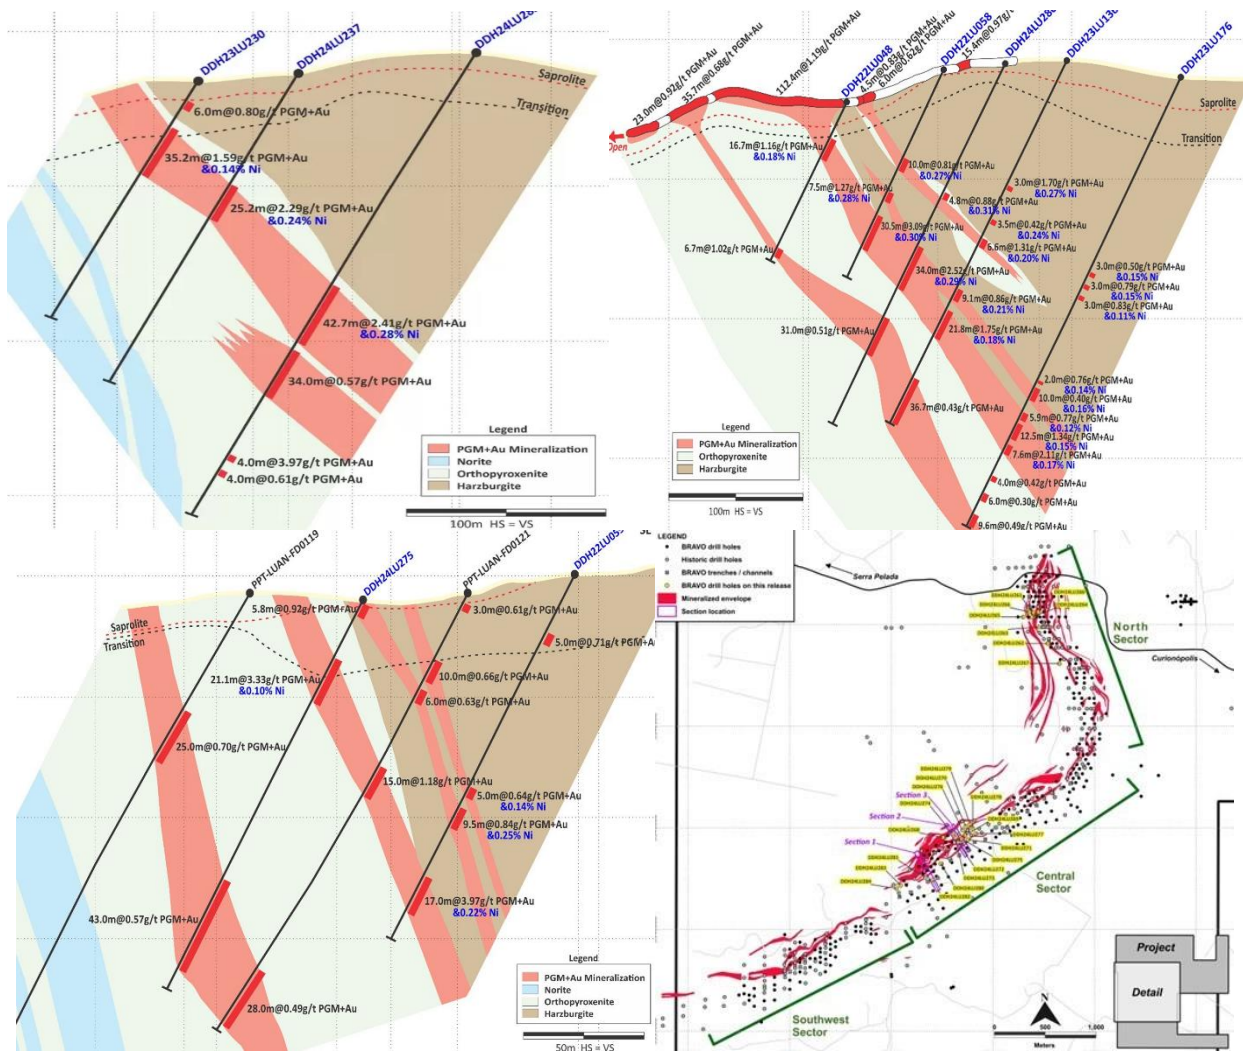 DDH23LU230
DDH24LU237
Saprolite
Transition
6.0m@0.80g/t PGM+Au
35.2m@1.59g/t PGM+Au
&0.14% Ni
25.2m@2.29g/t PGM+Au
&0.24% Ni
42.7m@2.41g/t PGM+Au
&0.28% Ni
34.0m@0.57g/t PGM+Au
4.0m@3.97g/t PGM+Au
4.0m@0.61g/t PGM+Au
Legend
PGM+Au Mineralization
Norite
Orthopyroxenite
Harzburgite
100m HS = VS
23.0m@0.92g/t PGM+Au
35.7m@0.68g/t PGM+Au
112.4m@1.19g/t PGM+Au
DDH22LU048
4.5m@0.83g/t PGM+Au
6.0m@0.62g/t PGM+Au
DDH22LU058
15.4m@0.97g/t
DDH23LU176
Open
Saprolite
Transition
16.7m@1.16g/t PGM+Au
&0.18% Ni
10.0m@0.81g/t PGM+Au
&0.27% Ni
7.5m@1.27g/t PGM+Au
&0.28% Ni
3.0m@1.70g/t PGM+Au
&0.27% Ni
4.8m@0.88g/t PGM+Au
&0.31% Ni
3.5m@0.42g/t PGM+Au
&0.24% Ni
30.5m@3.09g/t PGM+Au
&0.30% Ni
6.6m@1.31g/t PGM+Au
&0.20% Ni
6.7m@1.02g/t PGM+Au
34.0m@2.52g/t PGM+Au
&0.29% Ni
3.0m@0.50g/t PGM+Au
&0.15% Ni
3.0m@0.79g/t PGM+Au
&0.15% Ni
3.0m@0.83g/t PGM+Au
&0.11% Ni
9.1m@0.86g/t PGM+Au
&0.21% Ni
31.0m@0.51g/t PGM+Au
21.8m@1.75g/t PGM+Au
&0.18% Ni
2.0m@0.76g/t PGM+Au
&0.14% Ni
10.0m@0.40g/t PGM+Au
&0.16% Ni
36.7m@0.43g/t PGM+Au
5.9m@0.77g/t PGM+Au
&0.12% Ni
12.5m@1.34g/t PGM+Au
&0.15% Ni
7.6m@2.11g/t PGM+Au
&0.17% Ni
4.0m@0.42g/t PGM+Au
6.0m@0.30g/t PGM+Au
9.6m@0.49g/t PGM+Au
Legend
PGM+Au Mineralization
Orthopyroxenite
Harzburgite
100m HS = VS
PPT-LUAN-FD0119
DDH24LU275
PPT-LUAN-FD0121
Saprolite
Transition
5.8m@0.92g/t PGM+Au
3.0m@0.61g/t PGM+Au
5.0m@0.71g/t PGM+Au
21.1m@3.33g/t PGM+Au
&0.10% Ni
10.0m@0.66g/t PGM+Au
6.0m@0.63g/t PGM+Au
25.0m@0.70g/t PGM+Au
15.0m@1.18g/t PGM+Au
5.0m@0.64g/t PGM+Au
&0.14% Ni
9.5m@0.84g/t PGM+Au
&0.25% Ni
17.0m@3.97g/t PGM+Au
&0.22% Ni
43.0m@0.57g/t PGM+Au
28.0m@0.49g/t PGM+Au
Legend
PGM+Au Mineralization
Norite
Orthopyroxenite
Harzburgite
50m HS = VS
LEGEND
BRAVO drill holes
Historic drill holes
BRAVO trenches / channels
BRAVO drill holes on this release
Mineralized envelope
Section location
Serra Pelada
North
Sector
Curionópolis
Section 3
Section 2
Section 1
Central
Sector
Southwest
Sector
N
0 500 1,000
Meters
Project
Detail